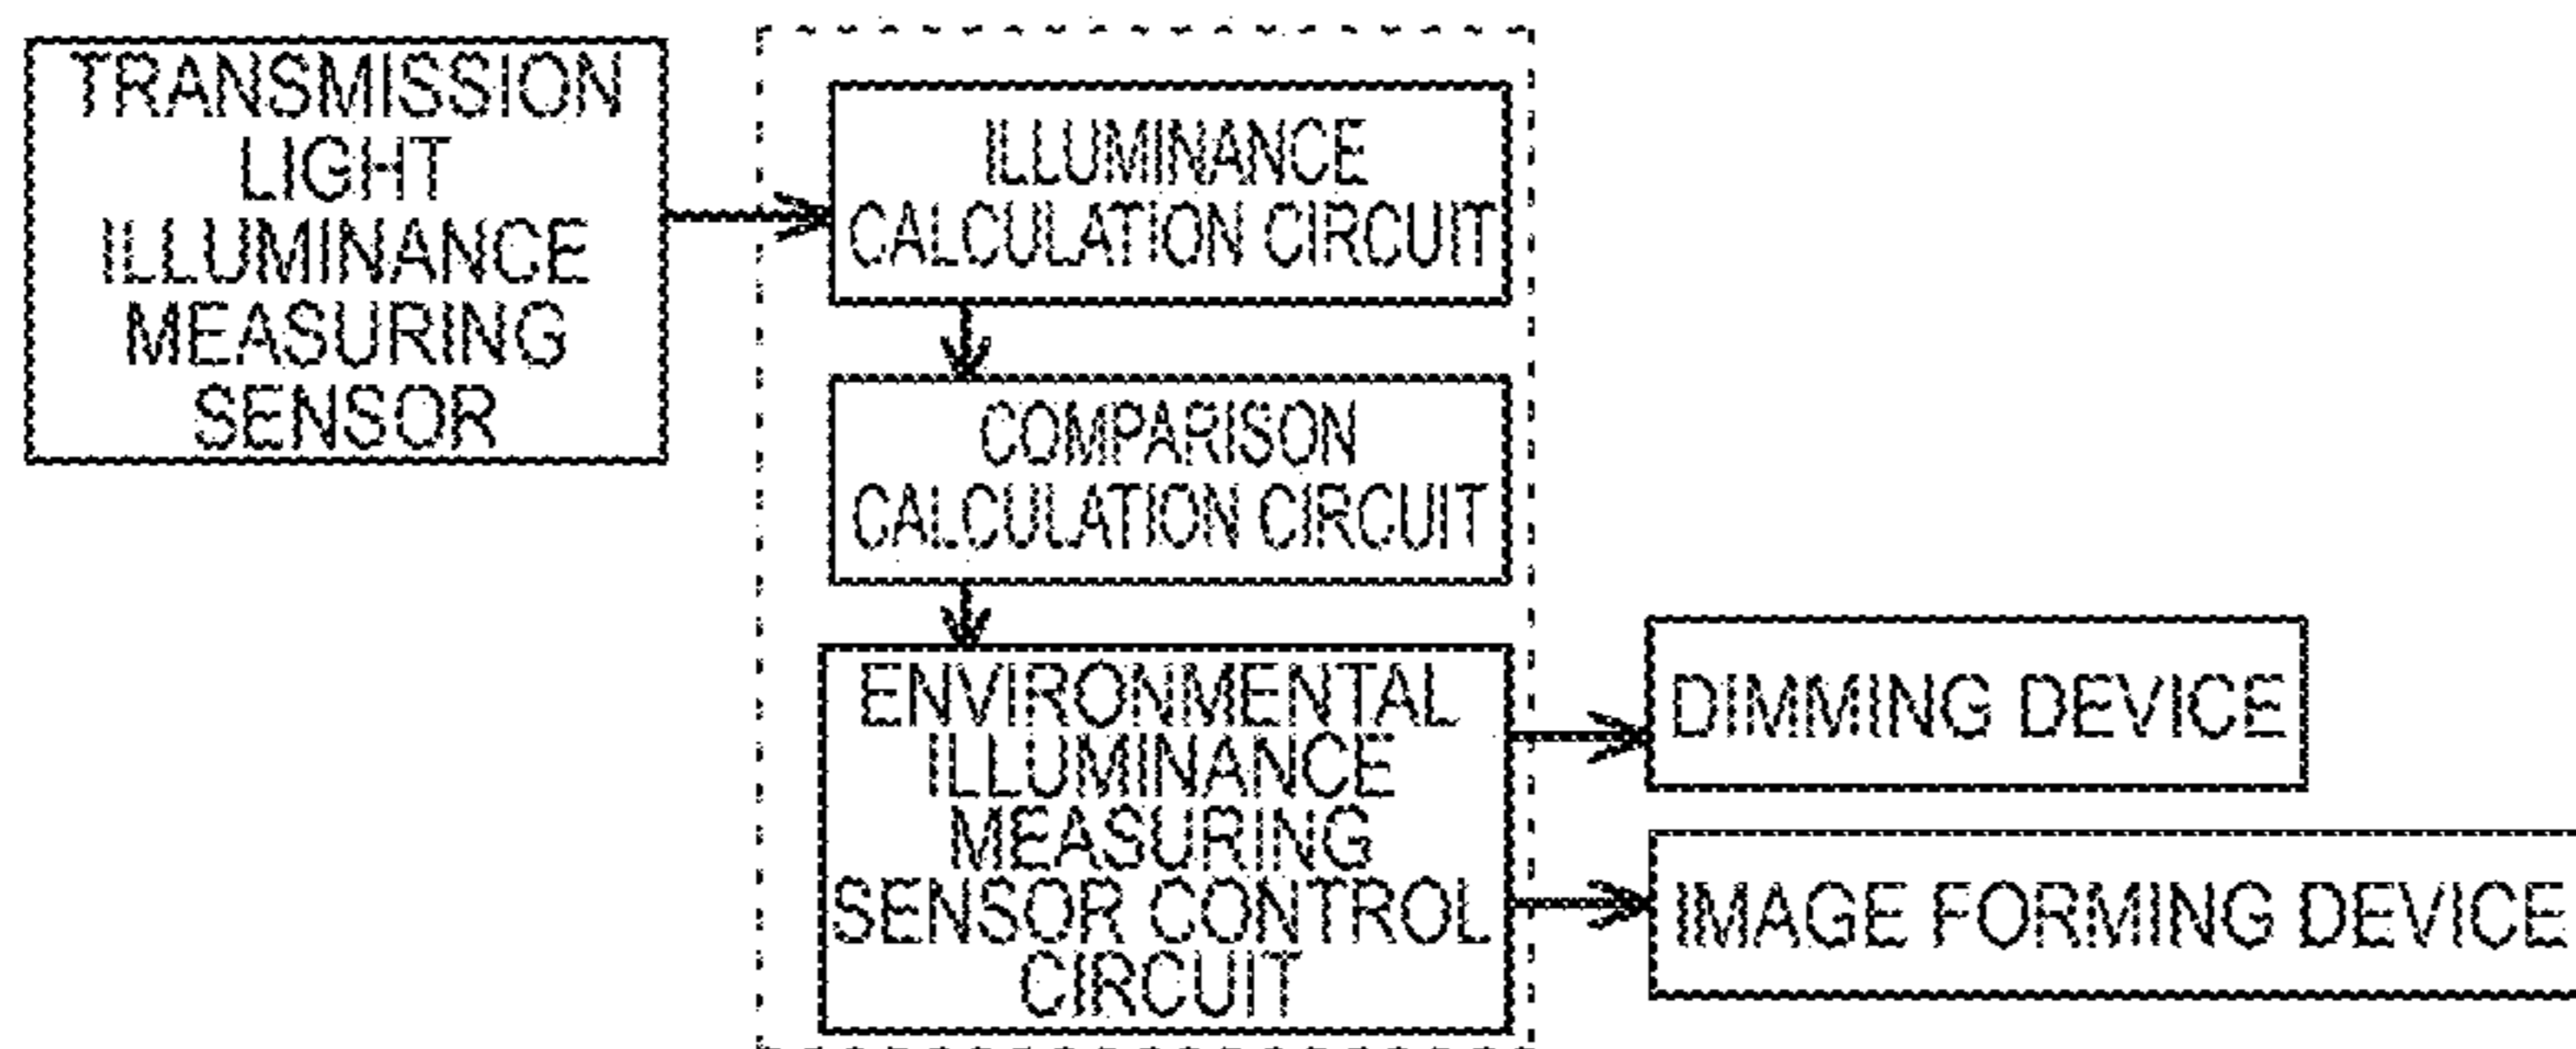 TRANSMISSION
LIGHT
ILLUMINANCE
MEASURING
SENSOR
ILLUMINANCE
CALCULATION CIRCUIT
COMPARISON
CALCULATION CIRCUIT
ENVIRONMENTAL
ILLUMINANCE
MEASURING
SENSOR CONTROL
CIRCUIT
DIMMING DEVICE
IMAGE FORMING DEVICE